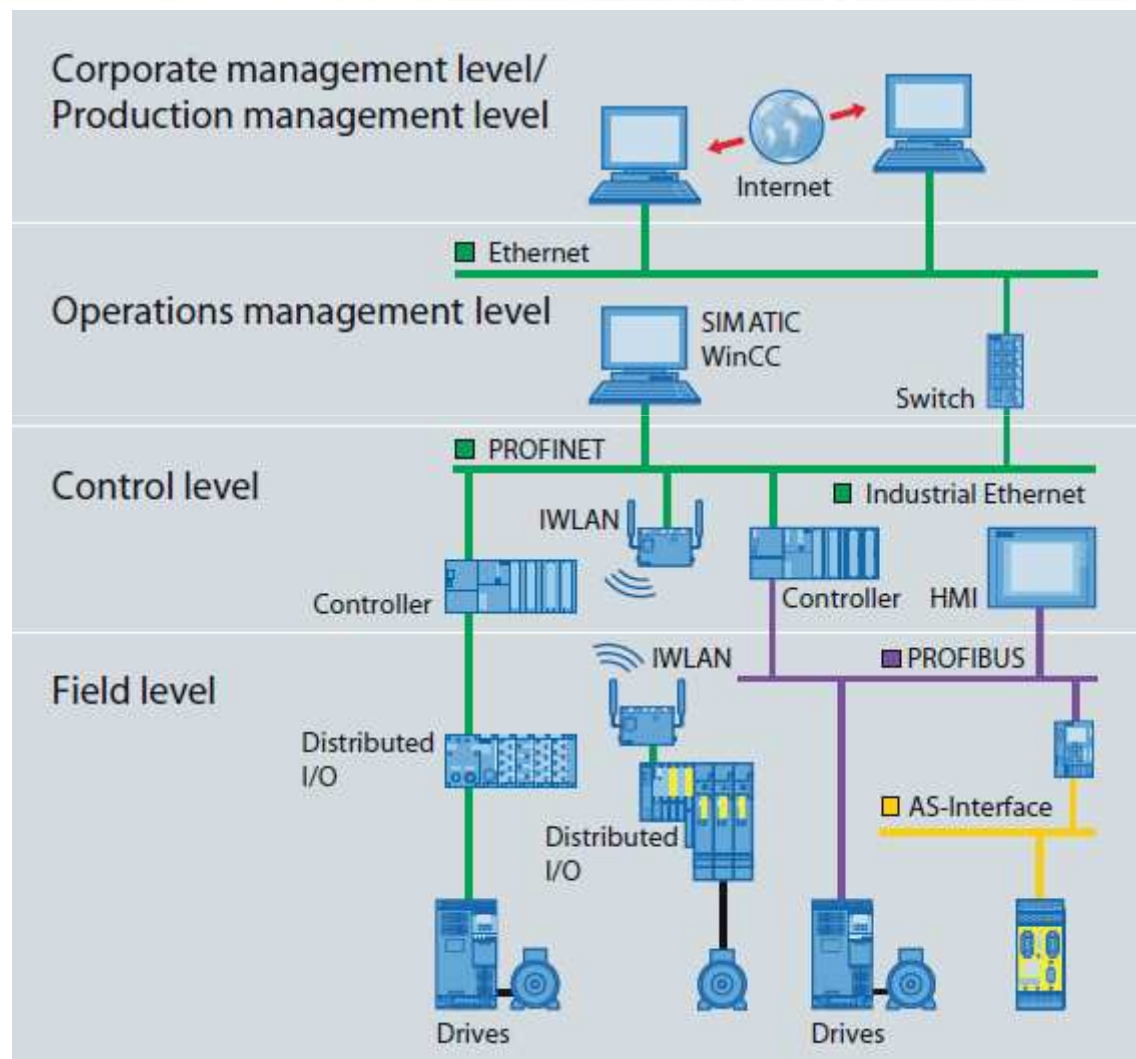 Corporate management level/
Production management level
Internet
Ethernet
Operations management level
SIMATIC
WinCC
Switch
PROFINET
Control level
Industrial Ethernet
IWLAN
Controller
Controller
HMI
IWLAN
PROFIBUS
Field level
Distributed
I/O
AS-Interface
Distributed
I/O
Drives
Drives